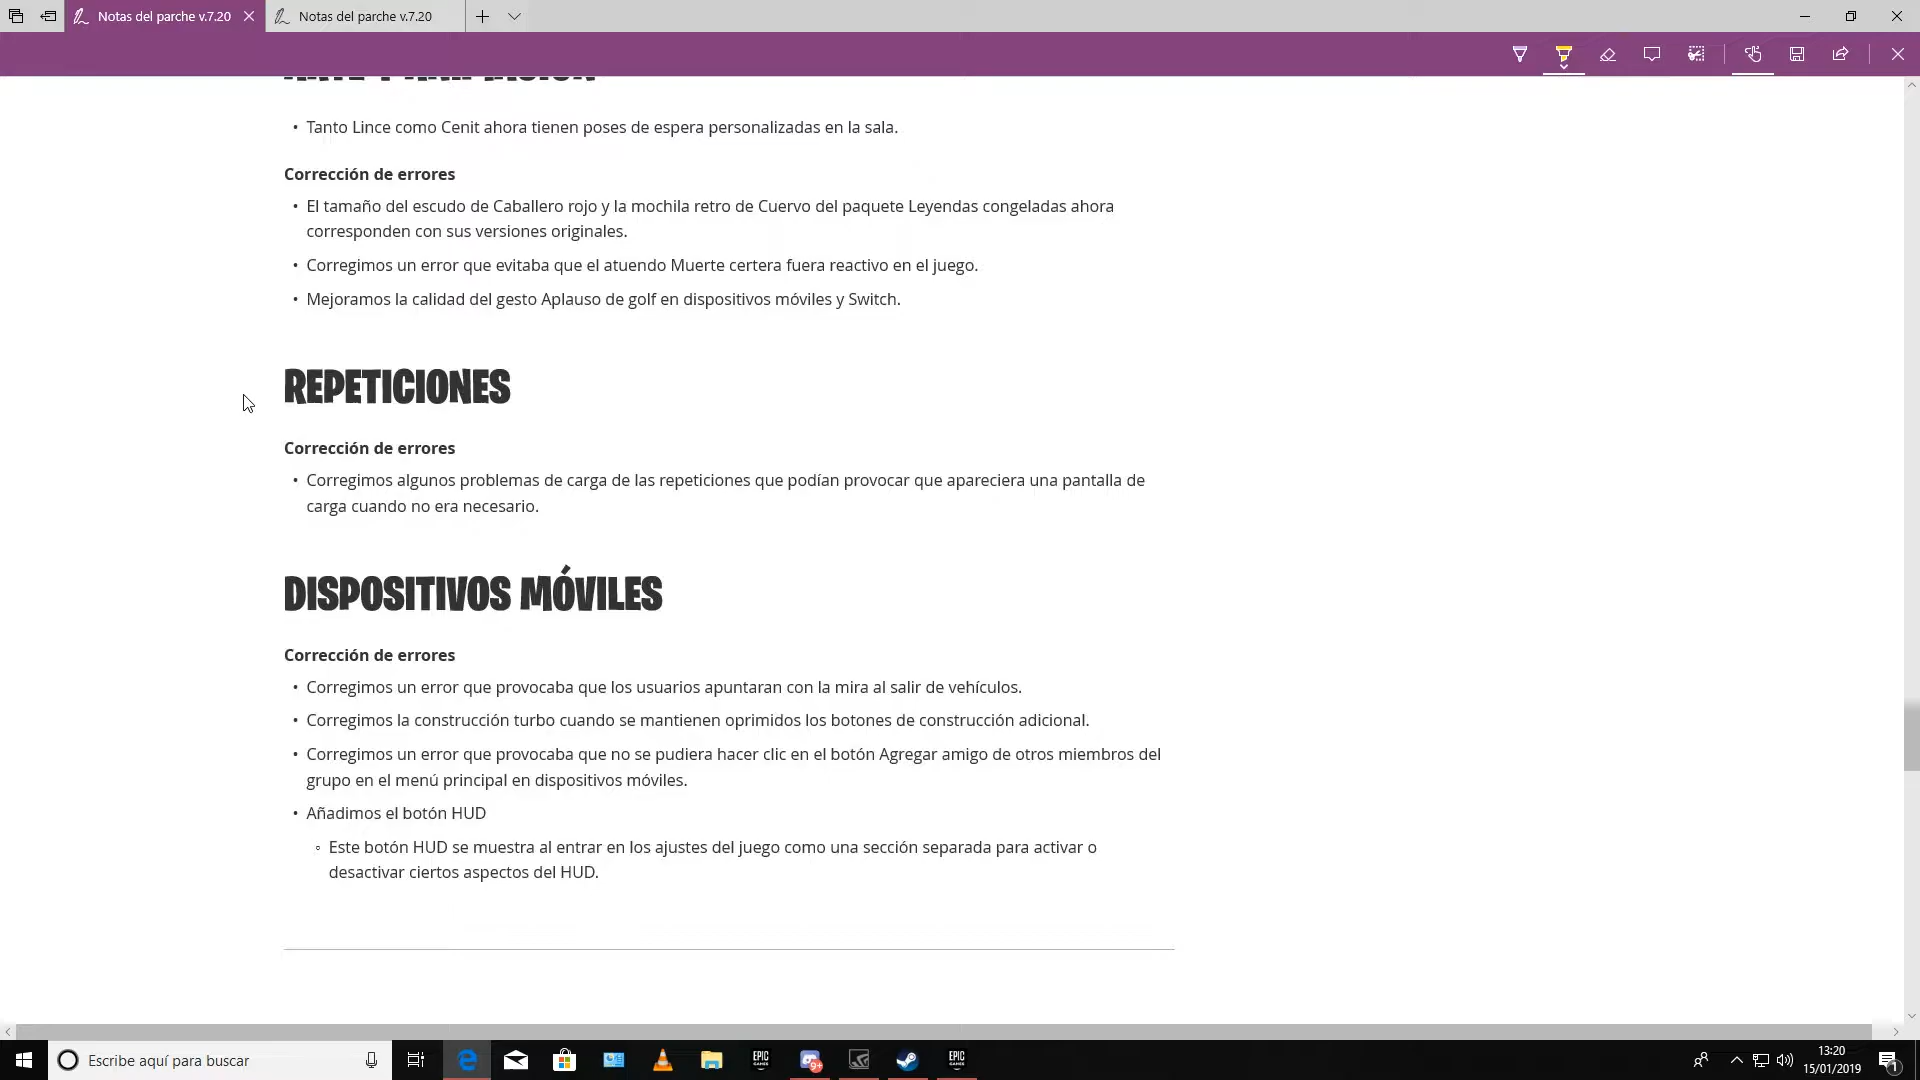 Notas del parche v.7.20
Notas del parche v.7.20
• Tanto Lince como Cenit ahora tienen poses de espera personalizadas en la sala.
Corrección de errores
• El tamaño del escudo de Caballero rojo y la mochila retro de Cuervo del paquete Leyendas congeladas ahora
corresponden con sus versiones originales.
• Corregimos un error que evitaba que el atuendo Muerte certera fuera reactivo en el juego.
• Mejoramos la calidad del gesto Aplauso de golf en dispositivos móviles y Switch.
REPETICIONES
Corrección de errores
• Corregimos algunos problemas de carga de las repeticiones que podían provocar que apareciera una pantalla de
carga cuando no era necesario.
DISPOSITIVOS MÓVILES
Corrección de errores
• Corregimos un error que provocaba que los usuarios apuntaran con la mira al salir de vehículos.
• Corregimos la construcción turbo cuando se mantienen oprimidos los botones de construcción adicional.
• Corregimos un error que provocaba que no se pudiera hacer clic en el botón Agregar amigo de otros miembros del
grupo en el menú principal en dispositivos móviles.
• Añadimos el botón HUD
◦ Este botón HUD se muestra al entrar en los ajustes del juego como una sección separada para activar o
desactivar ciertos aspectos del HUD.
Escribe aquí para buscar
EPIC
GAMES
9+
EPIC
GAMES
13:20
15/01/2019
1